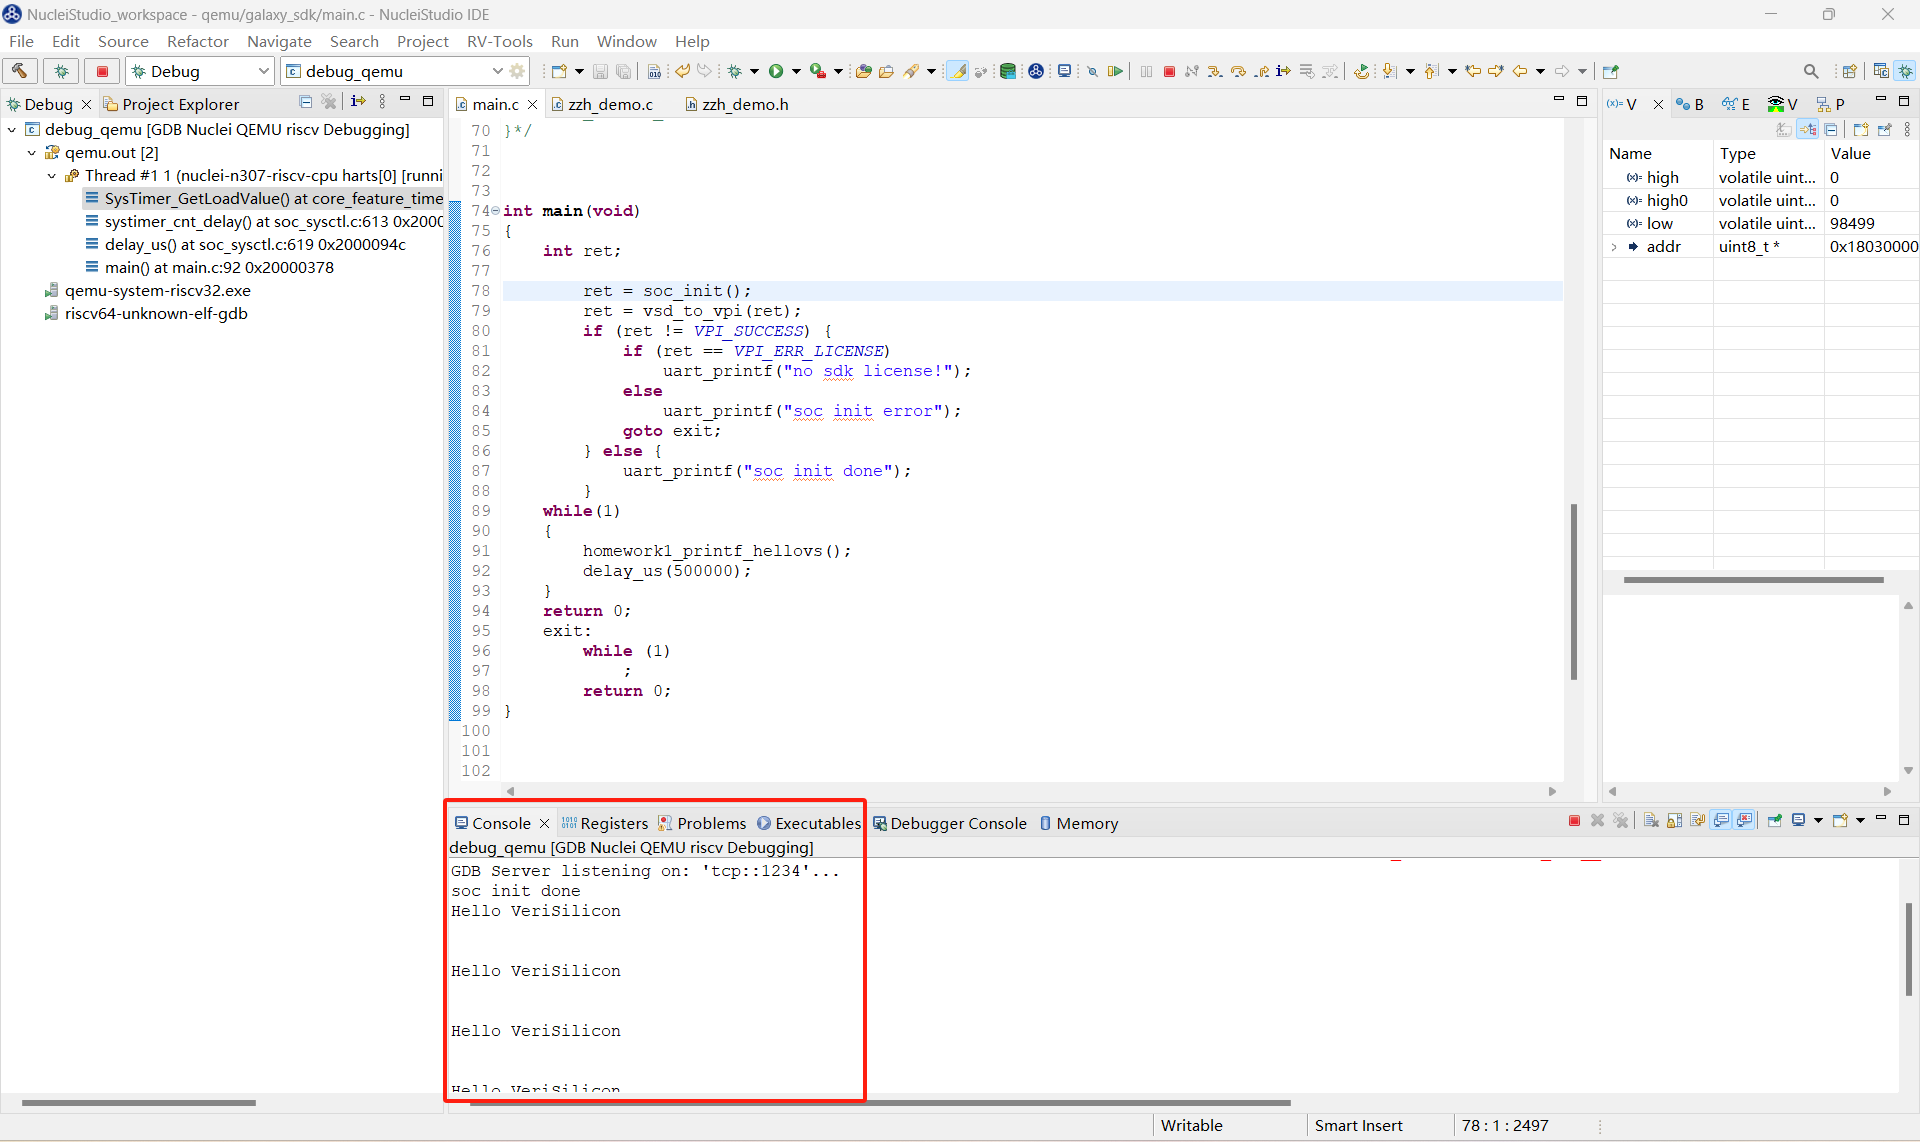 NucleiStudio_workspace - qemu/galaxy_sdk/main.c - NucleiStudio IDE
File Edit Source Refactor Navigate Search Project RV-Tools Run Window Help
Debug debug_qemu
Debug Project Explorer
debug_qemu [GDB Nuclei QEMU riscv Debugging]
qemu.out [2]
Thread #1 1 (nuclei-n307-riscv-cpu harts[0] [runni
SysTimer_GetLoadValue() at core_feature_time
systimer_cnt_delay() at soc_sysctl.c:613 0x2000
delay_us() at soc_sysctl.c:619 0x2000094c
main() at main.c:92 0x20000378
qemu-system-riscv32.exe
riscv64-unknown-elf-gdb
main.c zzh_demo.c zzh_demo.h
70 }*/
71
72
73
74 int main(void)
75 {
76 int ret;
77
78 ret = soc_init();
79 ret = vsd_to_vpi(ret);
80 if (ret != VPI_SUCCESS) {
81 if (ret == VPI_ERR_LICENSE)
82 uart_printf("no sdk license!");
83 else
84 uart_printf("soc init error");
85 goto exit;
86 } else {
87 uart_printf("soc init done");
88 }
89 while(1)
90 {
91 homework1_printf_hellovs();
92 delay_us(500000);
93 }
94 return 0;
95 exit:
96 while (1)
97 ;
98 return 0;
99 }
100
101
102
(x)= V B E V P
Name Type Value
(x)= high volatile uint... 0
(x)= high0 volatile uint... 0
(x)= low volatile uint... 98499
addr uint8_t * 0x18030000
Console Registers Problems Executables Debugger Console Memory
debug_qemu [GDB Nuclei QEMU riscv Debugging]
GDB Server listening on: 'tcp::1234'...
soc init done
Hello VeriSilicon
Hello VeriSilicon
Hello VeriSilicon
Hello VeriSilicon
Writable Smart Insert 78 : 1 : 2497